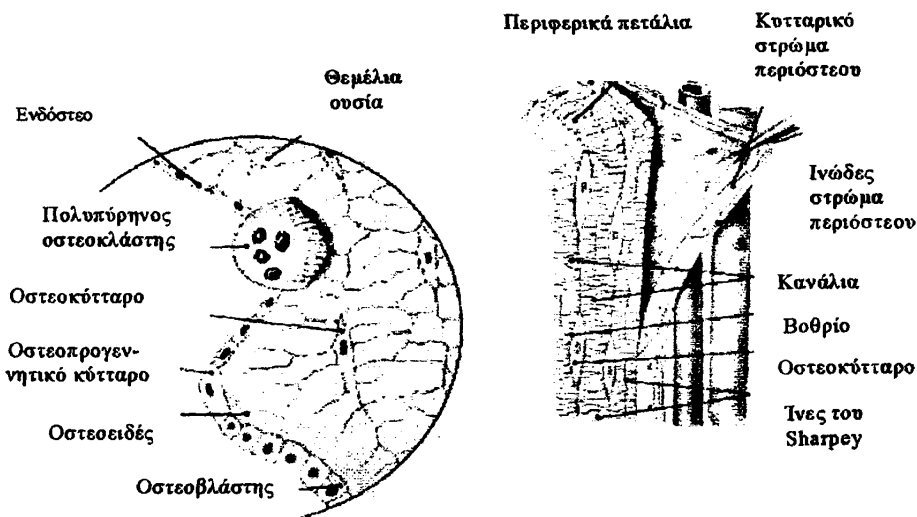 Ενδόστεο
Θεμέλια
ουσία
Πολυπύρηνος
οστεοκλάστης
Οστεοκύτταρο
Οστεοπρογεν-
νητικό κύτταρο
Οστεοειδές
Οστεοβλάστης
Περιφερικά πετάλια
Κυτταρικό
στρώμα
περιόστεου
Ινώδες
στρώμα
περιόστεου
Κανάλια
Βοθρίο
Οστεοκύτταρο
Ίνες του
Sharpey